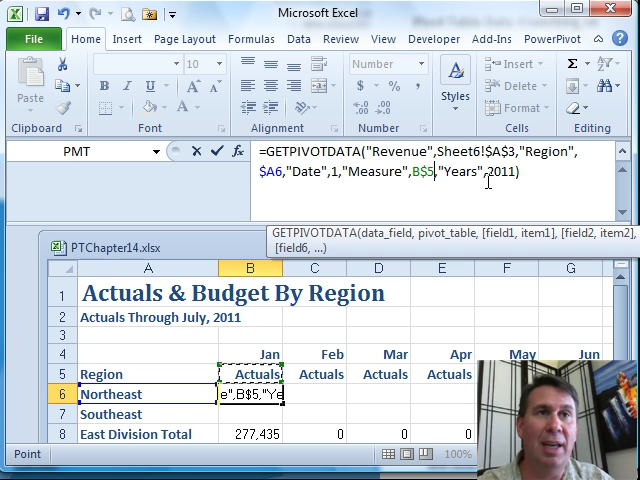 Microsoft Excel
File Home Insert Page Layout Formulas Data Review View Developer Add-Ins PowerPivot
Paste
Clipboard
10
B I U A A
Font
Alignment
$ % ,
Number
Styles
Insert
Delete
Format
Cells
Σ
Editing
PMT
=GETPIVOTDATA("Revenue",Sheet6!$A$3,"Region",
$A6,"Date",1,"Measure",B$5,"Years",2011)
GETPIVOTDATA(data_field, pivot_table, [field1, item1], [field2, item2],
[field6, ...)
PTChapter14.xlsx
A B C D E F G
1 Actuals & Budget By Region
2 Actuals Through July, 2011
3
4 Jan Feb Mar Apr May Jun
5 Region Actuals Actuals Actuals Actuals
6 Northeast e",B$5,"Ye
7 Southeast
8 East Division Total 277,435 0 0 0
Point
100%